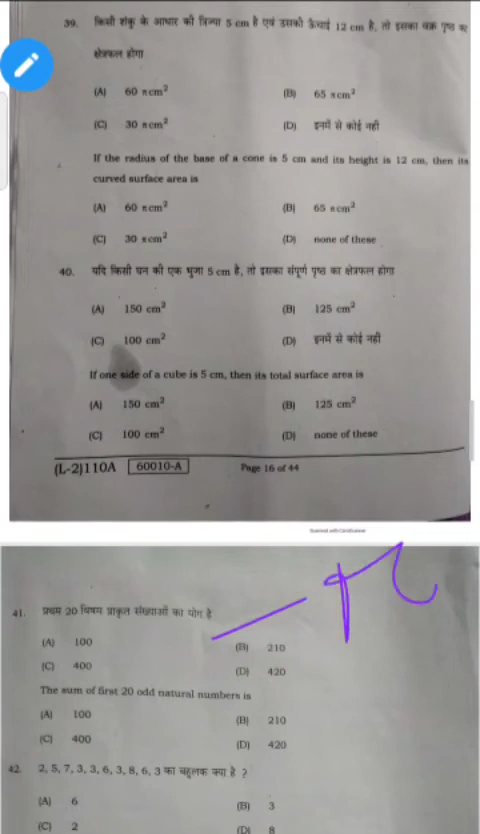 39. किसी शंकु के आधार की त्रिज्या 5 cm है एवं उसकी ऊँचाई 12 cm है, तो इसका वक्र पृष्ठ का
क्षेत्रफल होगा
(A) 60 πcm² (B) 65 πcm²
(C) 30 πcm² (D) इनमें से कोई नहीं
If the radius of the base of a cone is 5 cm and its height is 12 cm, then its
curved surface area is
(A) 60 πcm² (B) 65 πcm²
(C) 30 πcm² (D) none of these
40. यदि किसी घन की एक भुजा 5 cm है, तो इसका संपूर्ण पृष्ठ का क्षेत्रफल होगा
(A) 150 cm² (B) 125 cm²
(C) 100 cm² (D) इनमें से कोई नहीं
If one side of a cube is 5 cm, then its total surface area is
(A) 150 cm² (B) 125 cm²
(C) 100 cm² (D) none of these
(L-2)110A 60010-A Page 16 of 44
Scanned with CamScanner
41. प्रथम 20 विषम प्राकृत संख्याओं का योग है
(A) 100 (B) 210
(C) 400 (D) 420
The sum of first 20 odd natural numbers is
(A) 100 (B) 210
(C) 400 (D) 420
42. 2, 5, 7, 3, 3, 6, 3, 8, 6, 3 का बहुलक क्या है ?
(A) 6 (B) 3
(C) 2 (D) 8